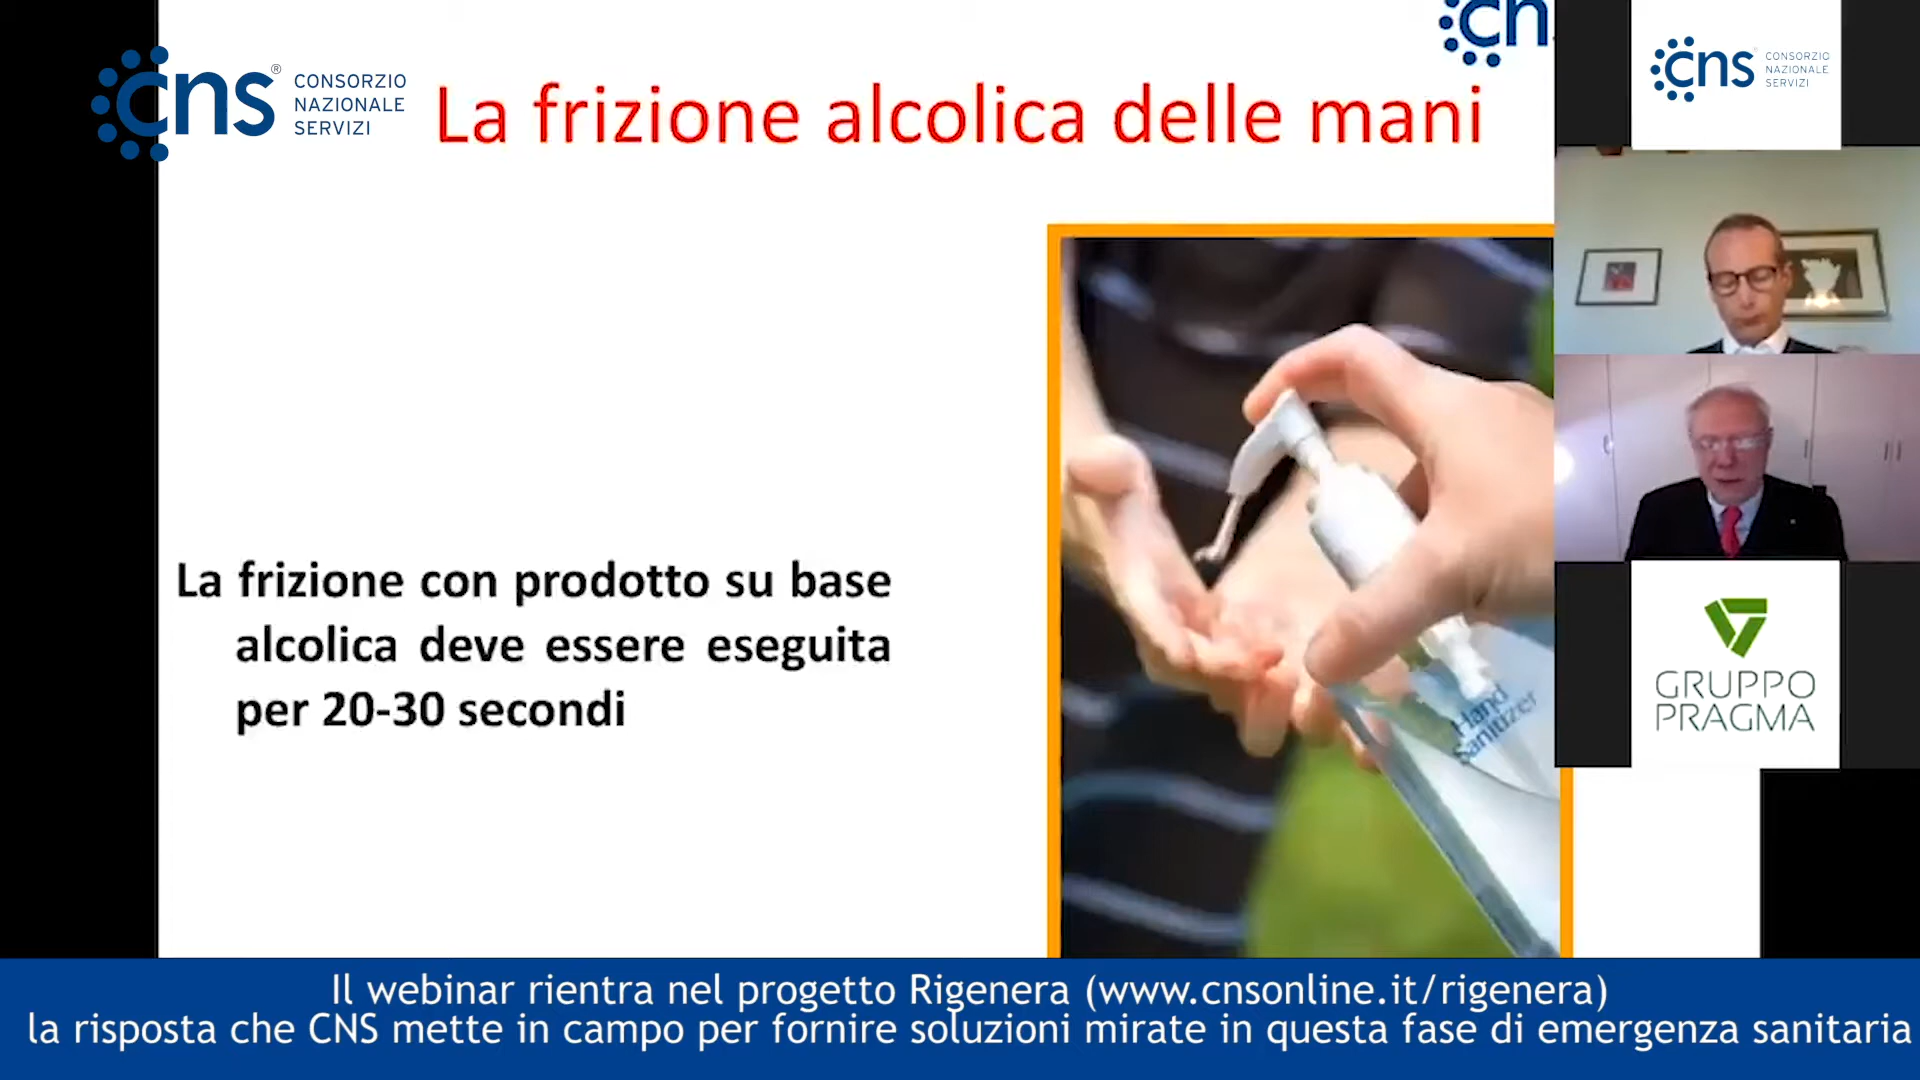 cns® CONSORZIO
NAZIONALE
SERVIZI
La frizione alcolica delle mani
cn
cns CONSORZIO
NAZIONALE
SERVIZI
La frizione con prodotto su base
alcolica deve essere eseguita
per 20-30 secondi
Hand
Sanitizer
GRUPPO
PRAGMA
Il webinar rientra nel progetto Rigenera (www.cnsonline.it/rigenera)
la risposta che CNS mette in campo per fornire soluzioni mirate in questa fase di emergenza sanitaria